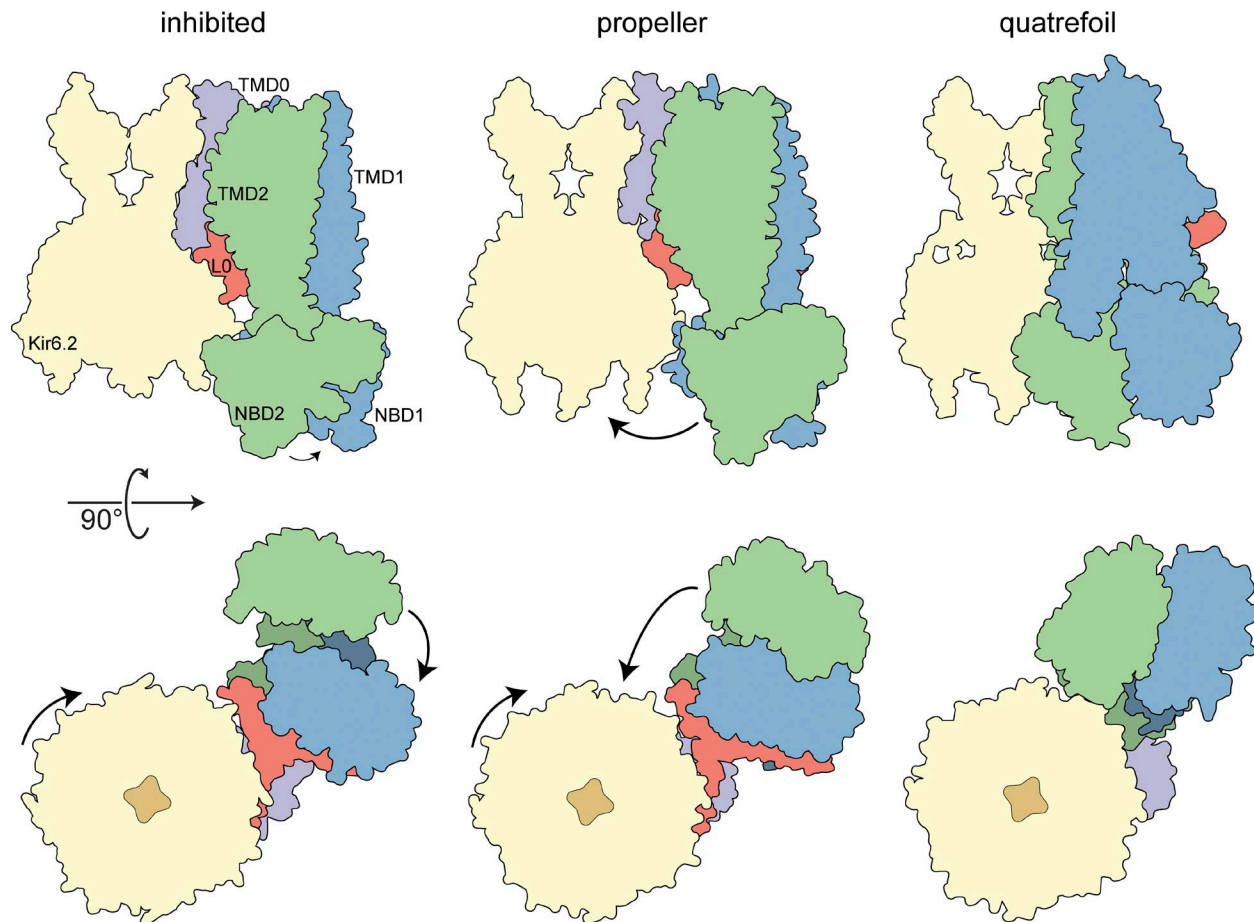 inhibited
propeller
quatrefoil
TMD0
TMD1
TMD2
L0
Kir6.2
NBD2
NBD1
90°